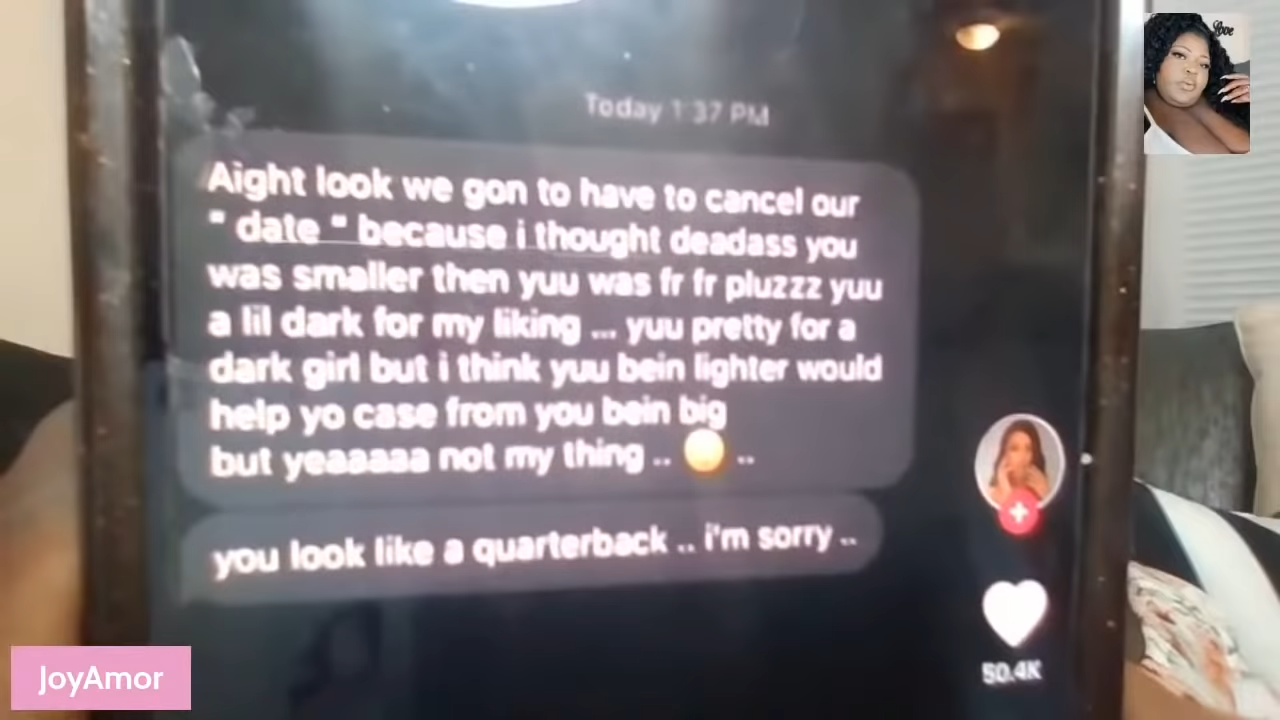 Love
Today 1:37 PM
Aight look we gon to have to cancel our
" date " because i thought deadass you
was smaller then yuu was fr fr pluzzz yuu
a lil dark for my liking ... yuu pretty for a
dark girl but i think yuu bein lighter would
help yo case from you bein big
but yeaaaaa not my thing .. 😐 ..
you look like a quarterback .. i'm sorry ..
50.4K
JoyAmor